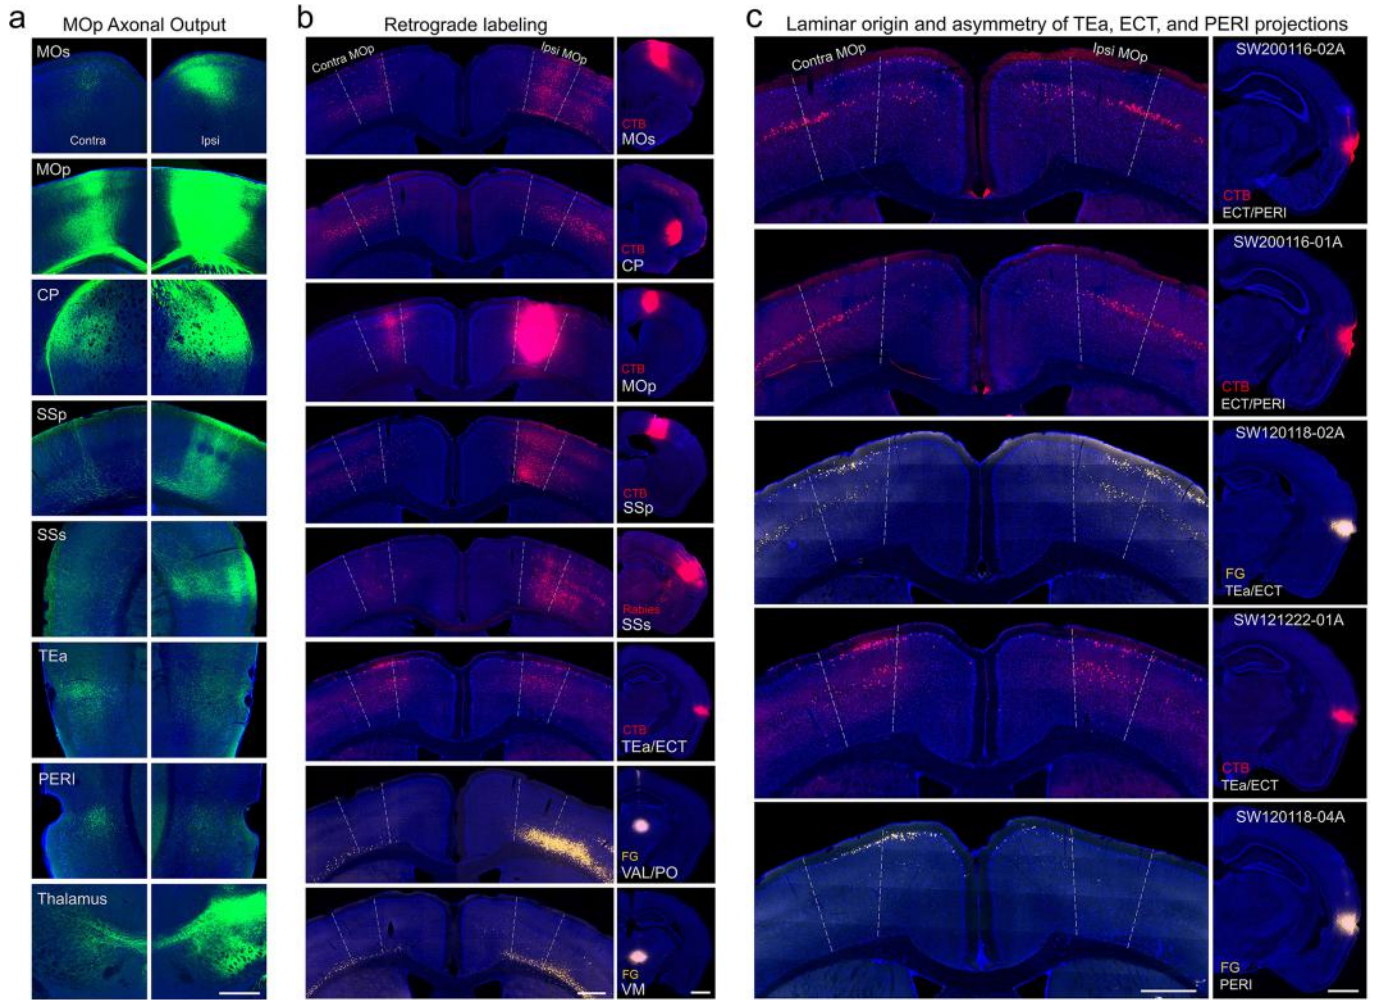 a
MOp Axonal Output
MOs
Contra
Ipsi
MOp
CP
SSp
SSs
TEa
PERI
Thalamus
b
Retrograde labeling
Contra MOp
Ipsi MOp
CTB
MOs
CTB
CP
CTB
MOp
CTB
SSp
Rabies
SSs
CTB
TEa/ECT
FG
VAL/PO
FG
VM
c
Laminar origin and asymmetry of TEa, ECT, and PERI projections
Contra MOp
Ipsi MOp
SW200116-02A
CTB
ECT/PERI
SW200116-01A
CTB
ECT/PERI
SW120118-02A
FG
TEa/ECT
SW121222-01A
CTB
TEa/ECT
SW120118-04A
FG
PERI